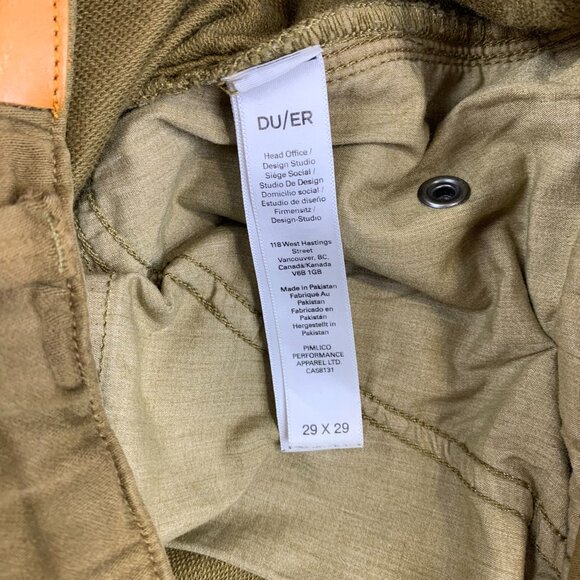 DU/ER
Head Office /
Design Studio
Siège Social /
Studio De Design
Domicilio social /
Estudio de diseño
Firmensitz /
Design-Studio
118 West Hastings
Street
Vancouver, BC,
Canada/Kanada
V6B 1GB
Made in Pakistan
Fabriqué Au
Pakistan
Fabricado en
Pakistan
Hergestellt in
Pakistan
PIMLICO
PERFORMANCE
APPAREL LTD.
CA58131
29 X 29